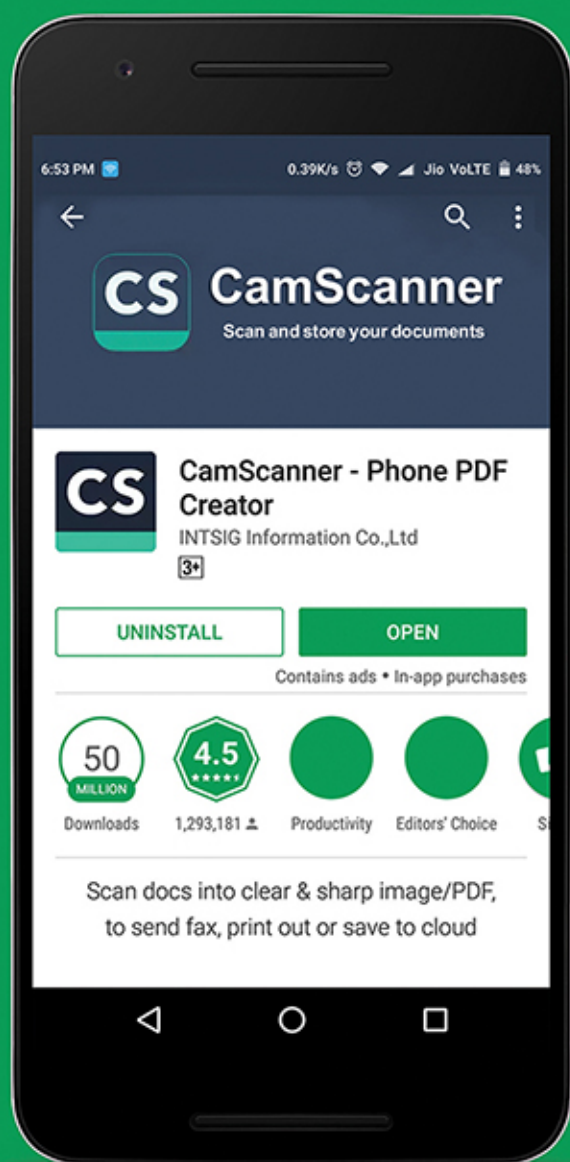 6:53 PM 0.39K/s Jio VoLTE 48%
CS CamScanner
Scan and store your documents
CS
CamScanner - Phone PDF
Creator
INTSIG Information Co.,Ltd
3+
UNINSTALL OPEN
Contains ads • In-app purchases
50
MILLION
4.5
Downloads 1,293,181 Productivity Editors' Choice
Scan docs into clear & sharp image/PDF,
to send fax, print out or save to cloud